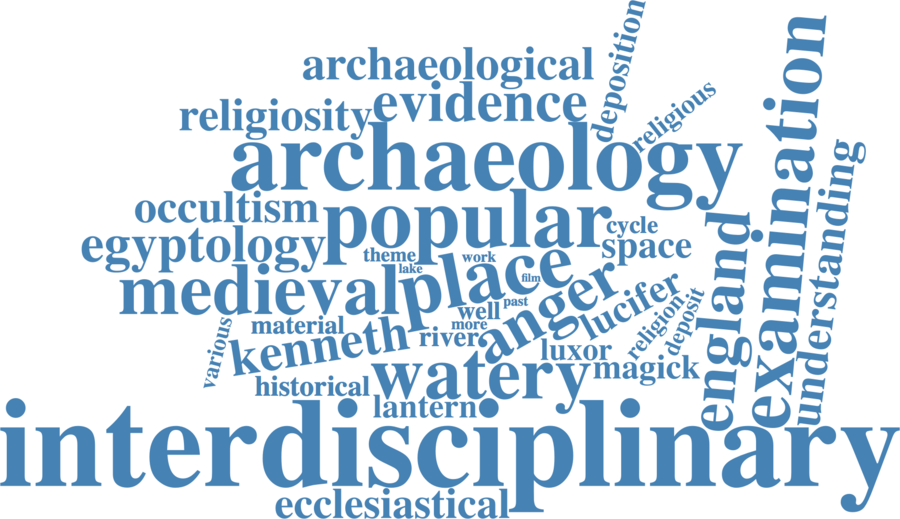 deposition
archaeological
examination
evidence
religious
religiosity
archaeology
understanding
occultism
popular
cycle
egyptology
space
theme
work
england
place
lake
film
medieval
anger
lucifer
past
well
religion
deposit
various
material
more
kenneth
river
luxor
magick
watery
historical
lantern
interdisciplinary
ecclesiastical